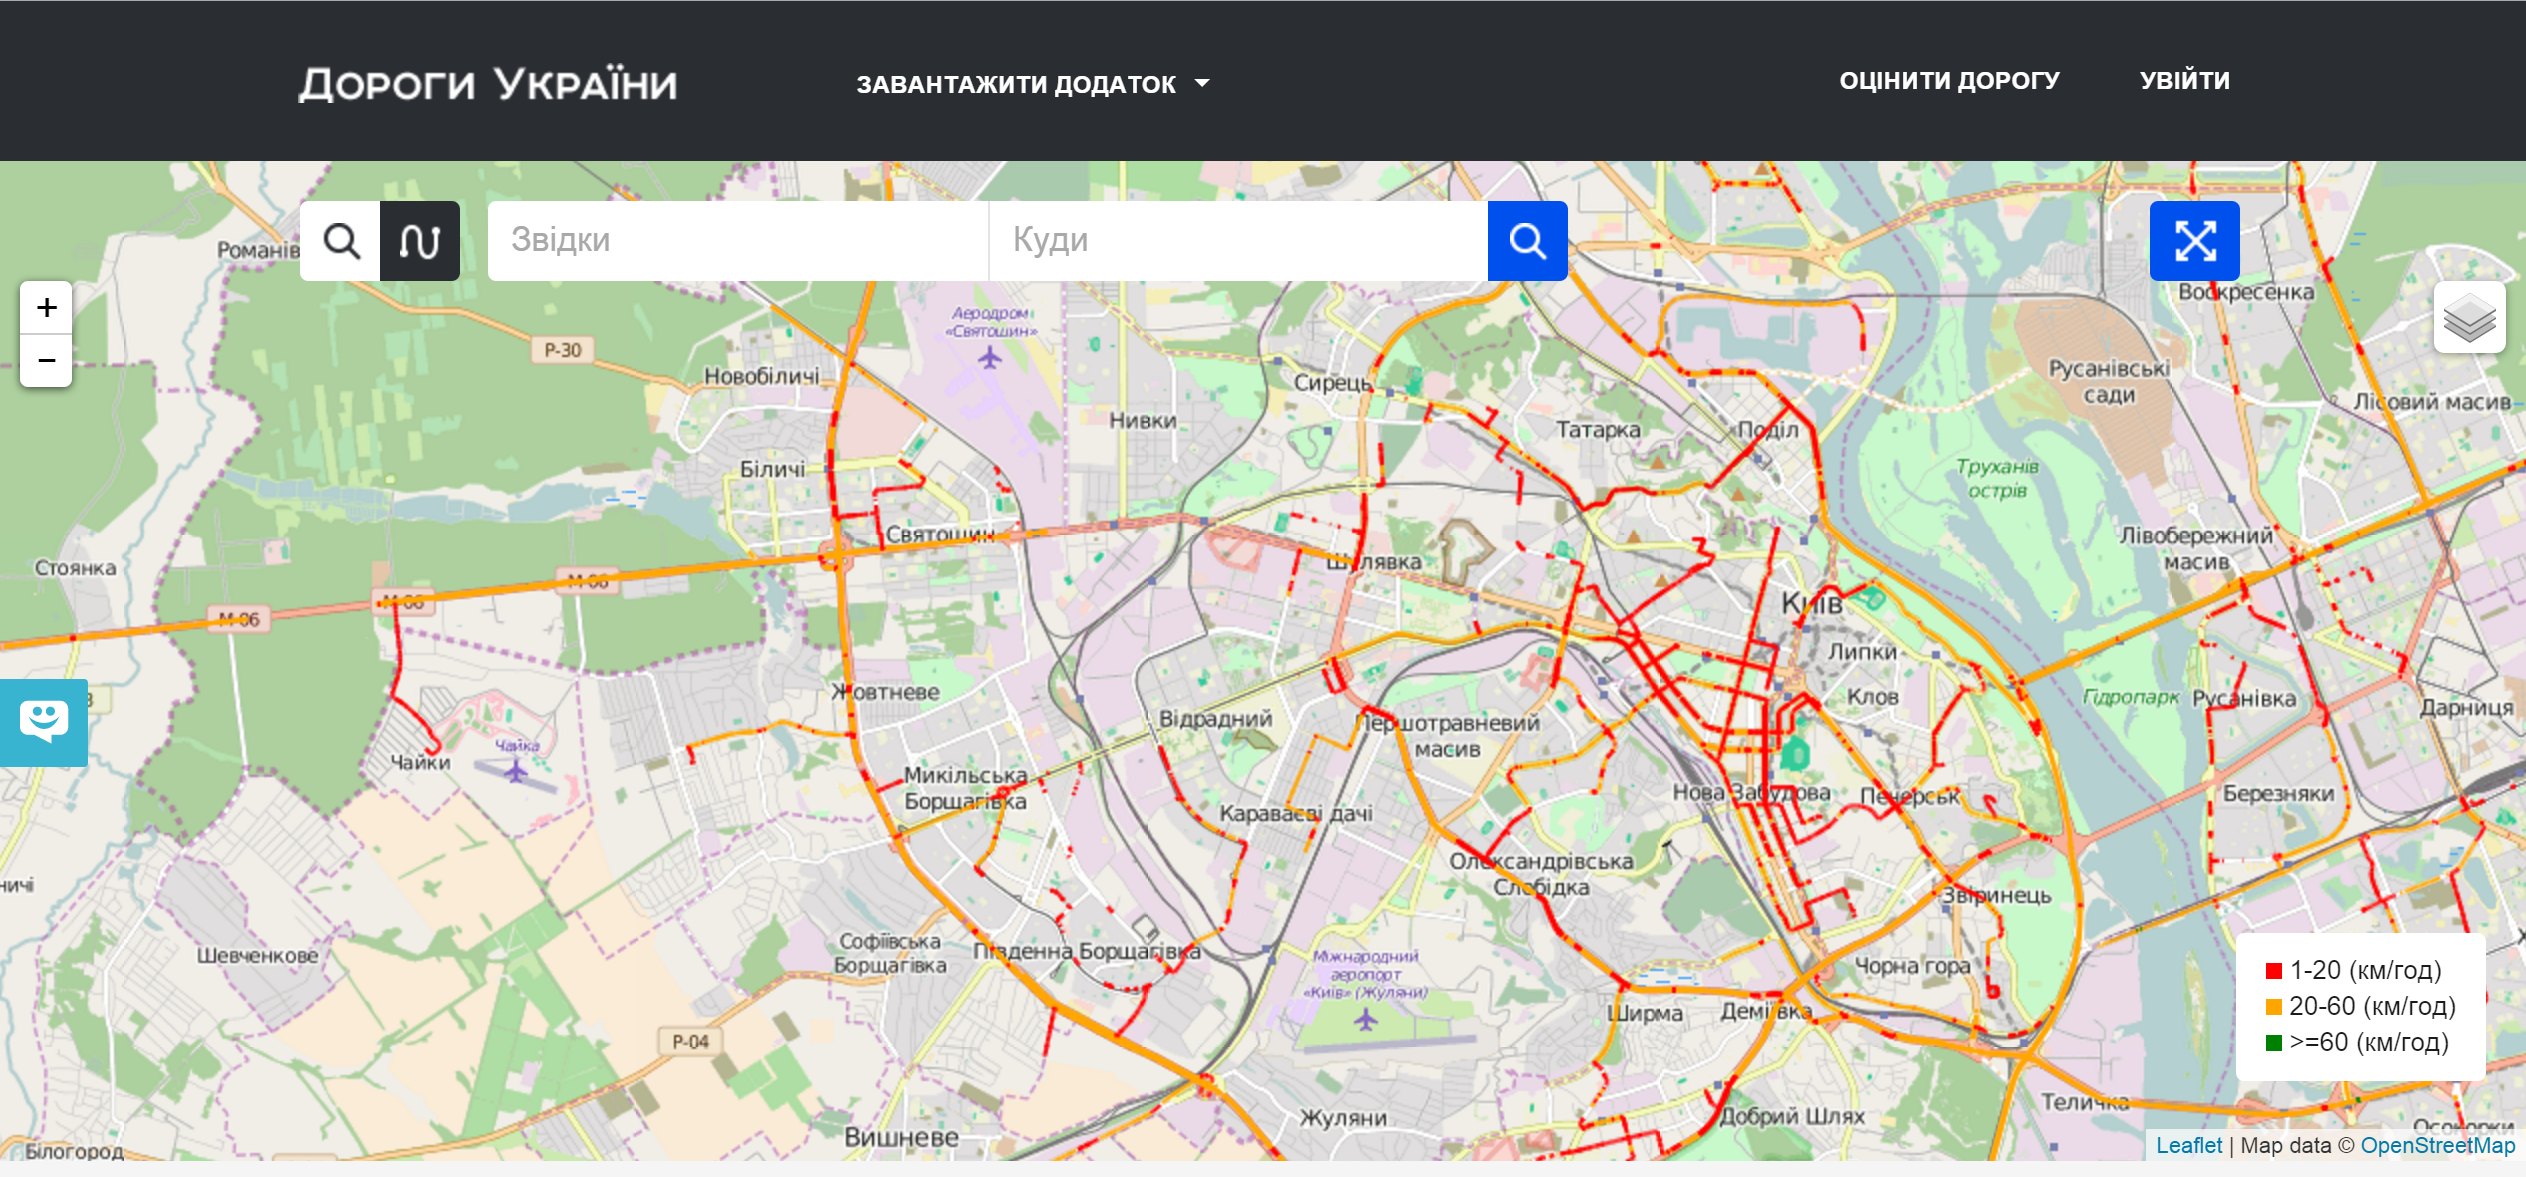 Дороги України
ЗАВАНТАЖИТИ ДОДАТОК
ОЦІНИТИ ДОРОГУ
УВІЙТИ
Звідки
Куди
Романів
Воскресенка
+
−
Аеродром
«Святошин»
Р-30
Новобіличі
Сирець
Русанівські
сади
Нивки
Татарка
Поділ
Лісовий масив
Біличі
Труханів
острів
Святошин
Лівобережний
масив
Стоянка
Шулявка
М-06
М-06
М-06
Київ
Липки
Жовтневе
Клов
Гідропарк
Русанівка
Дарниця
Відрадний
Першотравневий
масив
Чайка
Чайки
Микільська
Борщагівка
Нова Забудова
Печерськ
Березняки
Караваєві дачі
Олександрівська
Слобідка
Звіринець
ничі
Шевченкове
Софіївська
Борщагівка
Південна Борщагівка
Міжнародний
аеропорт
«Київ» (Жуляни)
Чорна гора
1-20 (км/год)
20-60 (км/год)
>=60 (км/год)
Ширма
Деміївка
Р-04
Теличка
Жуляни
Добрий Шлях
Вишневе
Осокорки
Білогород
Leaflet | Map data © OpenStreetMap